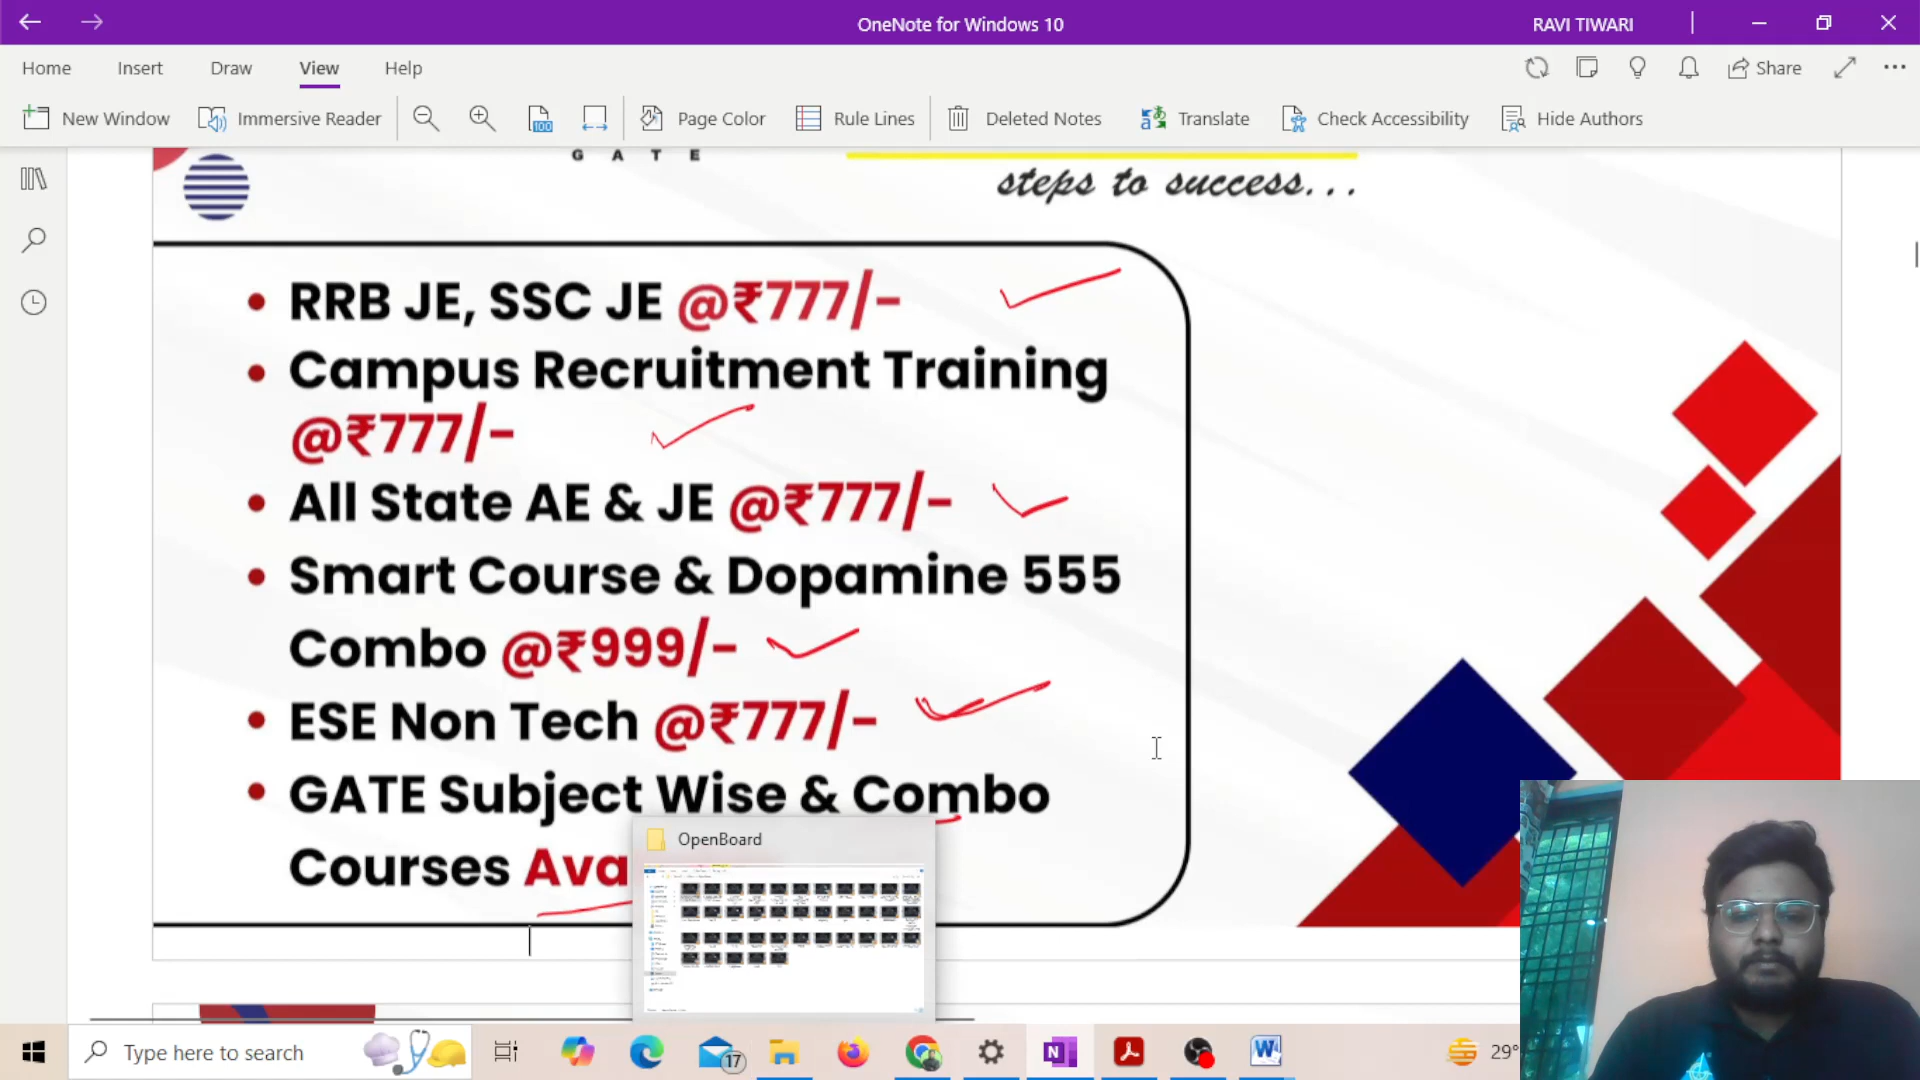 OneNote for Windows 10
RAVI TIWARI
Home Insert Draw View Help
Share
New Window Immersive Reader 100 Page Color Rule Lines Deleted Notes Translate Check Accessibility Hide Authors
GATE
steps to success...
• RRB JE, SSC JE @₹777/-
• Campus Recruitment Training
@₹777/-
• All State AE & JE @₹777/-
• Smart Course & Dopamine 555
Combo @₹999/-
• ESE Non Tech @₹777/-
• GATE Subject Wise & Combo
Courses Ava
OpenBoard
Type here to search
17
29°